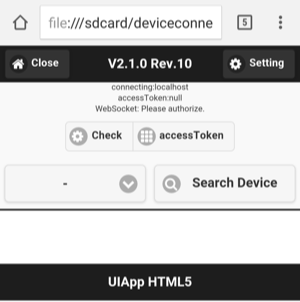 file:///sdcard/deviceconne
5
Close
V2.1.0 Rev.10
Setting
connecting:localhost
accessToken:null
WebSocket: Please authorize.
Check
accessToken
-
Search Device
UIApp HTML5